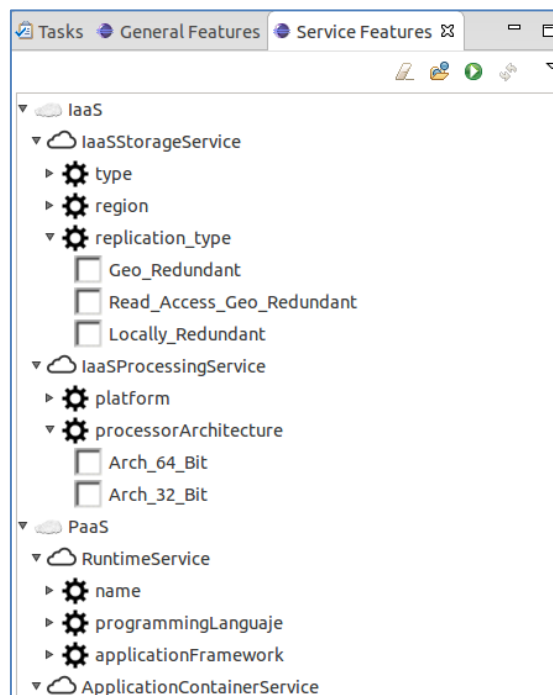 Tasks General Features Service Features
IaaS
IaaSStorageService
type
region
replication_type
Geo_Redundant
Read_Access_Geo_Redundant
Locally_Redundant
IaaSProcessingService
platform
processorArchitecture
Arch_64_Bit
Arch_32_Bit
PaaS
RuntimeService
name
programmingLanguaje
applicationFramework
ApplicationContainerService